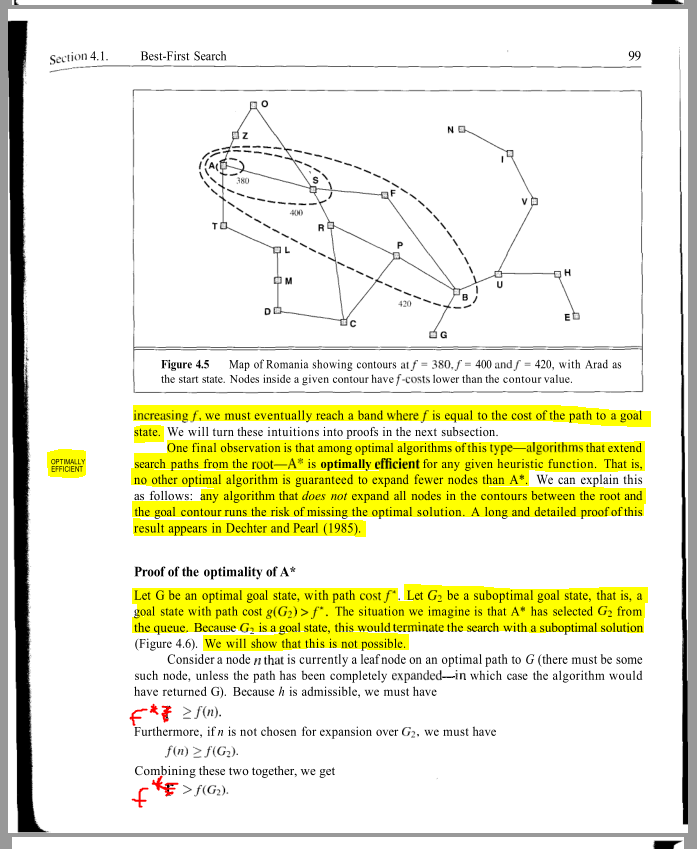 Section 4.1. Best-First Search 99
O
N
Z
I
A
S
380
F
V
400
T
R
P
L
H
M
U
B
420
D
E
C
G
Figure 4.5 Map of Romania showing contours at f = 380, f = 400 and f = 420, with Arad as
the start state. Nodes inside a given contour have f-costs lower than the contour value.
increasing f, we must eventually reach a band where f is equal to the cost of the path to a goal
state. We will turn these intuitions into proofs in the next subsection.
One final observation is that among optimal algorithms of this type—algorithms that extend
OPTIMALLY
EFFICIENT
search paths from the root—A* is optimally efficient for any given heuristic function. That is,
no other optimal algorithm is guaranteed to expand fewer nodes than A*. We can explain this
as follows: any algorithm that does not expand all nodes in the contours between the root and
the goal contour runs the risk of missing the optimal solution. A long and detailed proof of this
result appears in Dechter and Pearl (1985).
Proof of the optimality of A*
Let G be an optimal goal state, with path cost f*. Let G₂ be a suboptimal goal state, that is, a
goal state with path cost g(G₂) > f*. The situation we imagine is that A* has selected G₂ from
the queue. Because G₂ is a goal state, this would terminate the search with a suboptimal solution
(Figure 4.6). We will show that this is not possible.
Consider a node n that is currently a leaf node on an optimal path to G (there must be some
such node, unless the path has been completely expanded—in which case the algorithm would
have returned G). Because h is admissible, we must have
f* ≥ f(n).
Furthermore, if n is not chosen for expansion over G₂, we must have
f(n) ≥ f(G₂).
Combining these two together, we get
f* > f(G₂).